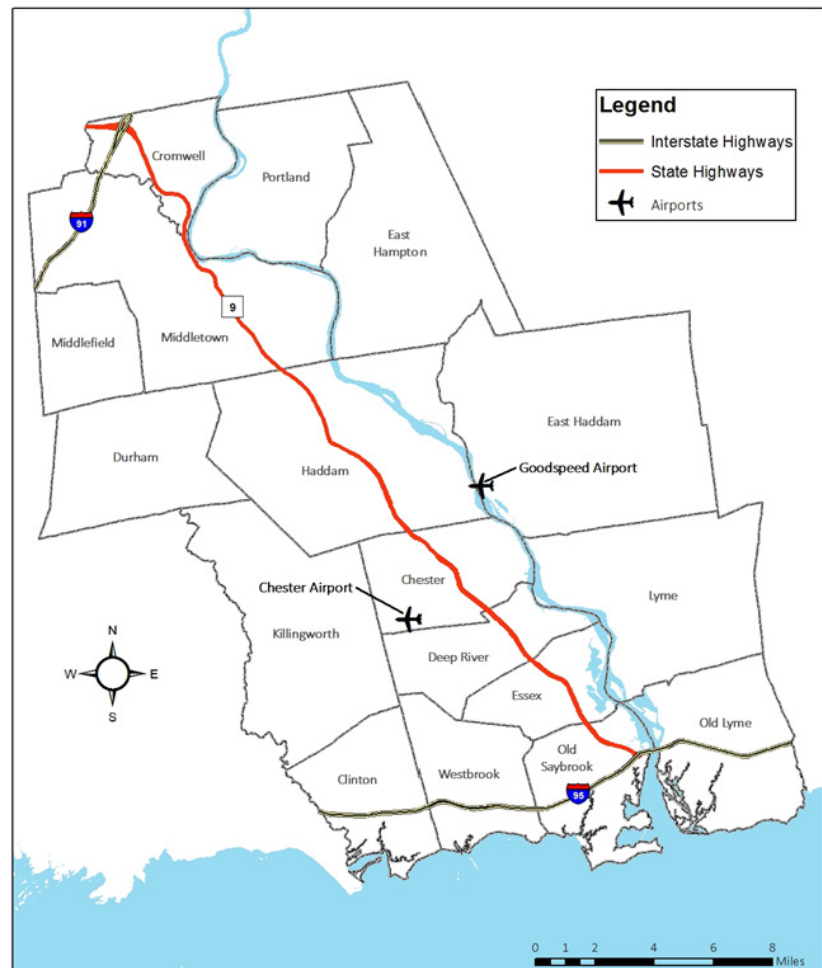 Legend
Interstate Highways
State Highways
Airports
Cromwell
Portland
91
East
Hampton
9
Middlefield
Middletown
East Haddam
Durham
Haddam
Goodspeed Airport
Chester
Chester Airport
Lyme
Killingworth
N
W
E
S
Deep River
Essex
Old Lyme
Old
Saybrook
Clinton
Westbrook
95
0 1 2 4 6 8
Miles